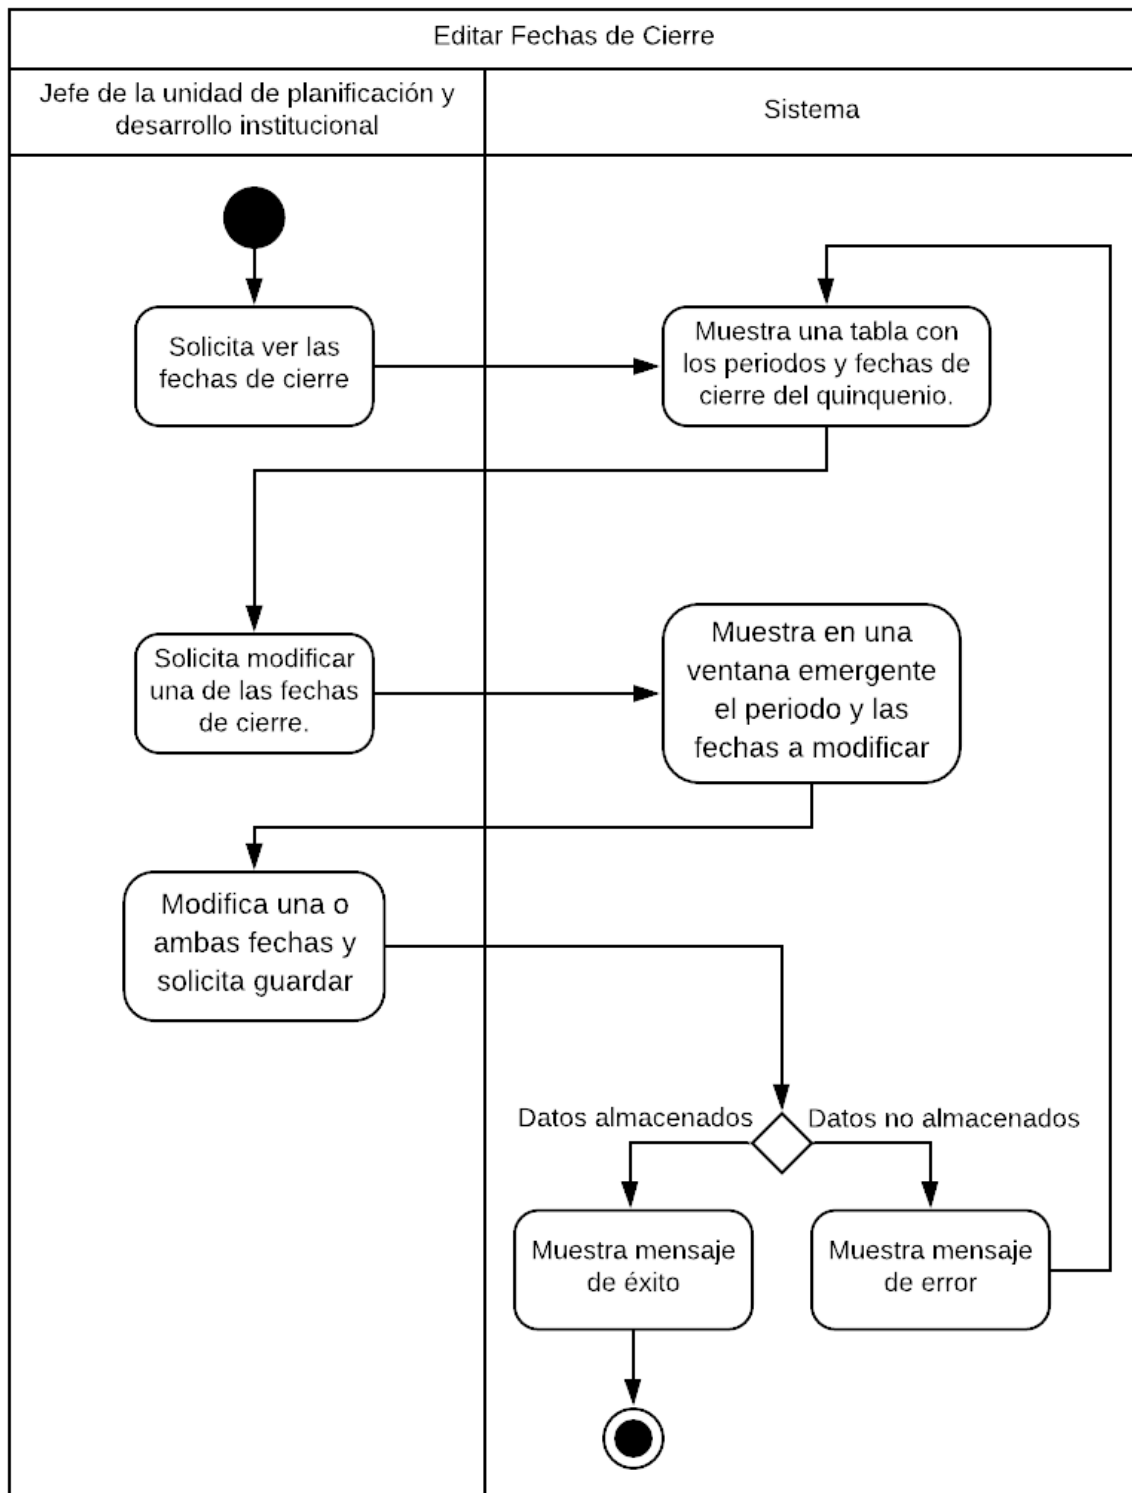 Editar Fechas de Cierre
Jefe de la unidad de planificación y
desarrollo institucional
Sistema
Solicita ver las
fechas de cierre
Muestra una tabla con
los periodos y fechas de
cierre del quinquenio.
Solicita modificar
una de las fechas
de cierre.
Muestra en una
ventana emergente
el periodo y las
fechas a modificar
Modifica una o
ambas fechas y
solicita guardar
Datos almacenados
Datos no almacenados
Muestra mensaje
de éxito
Muestra mensaje
de error